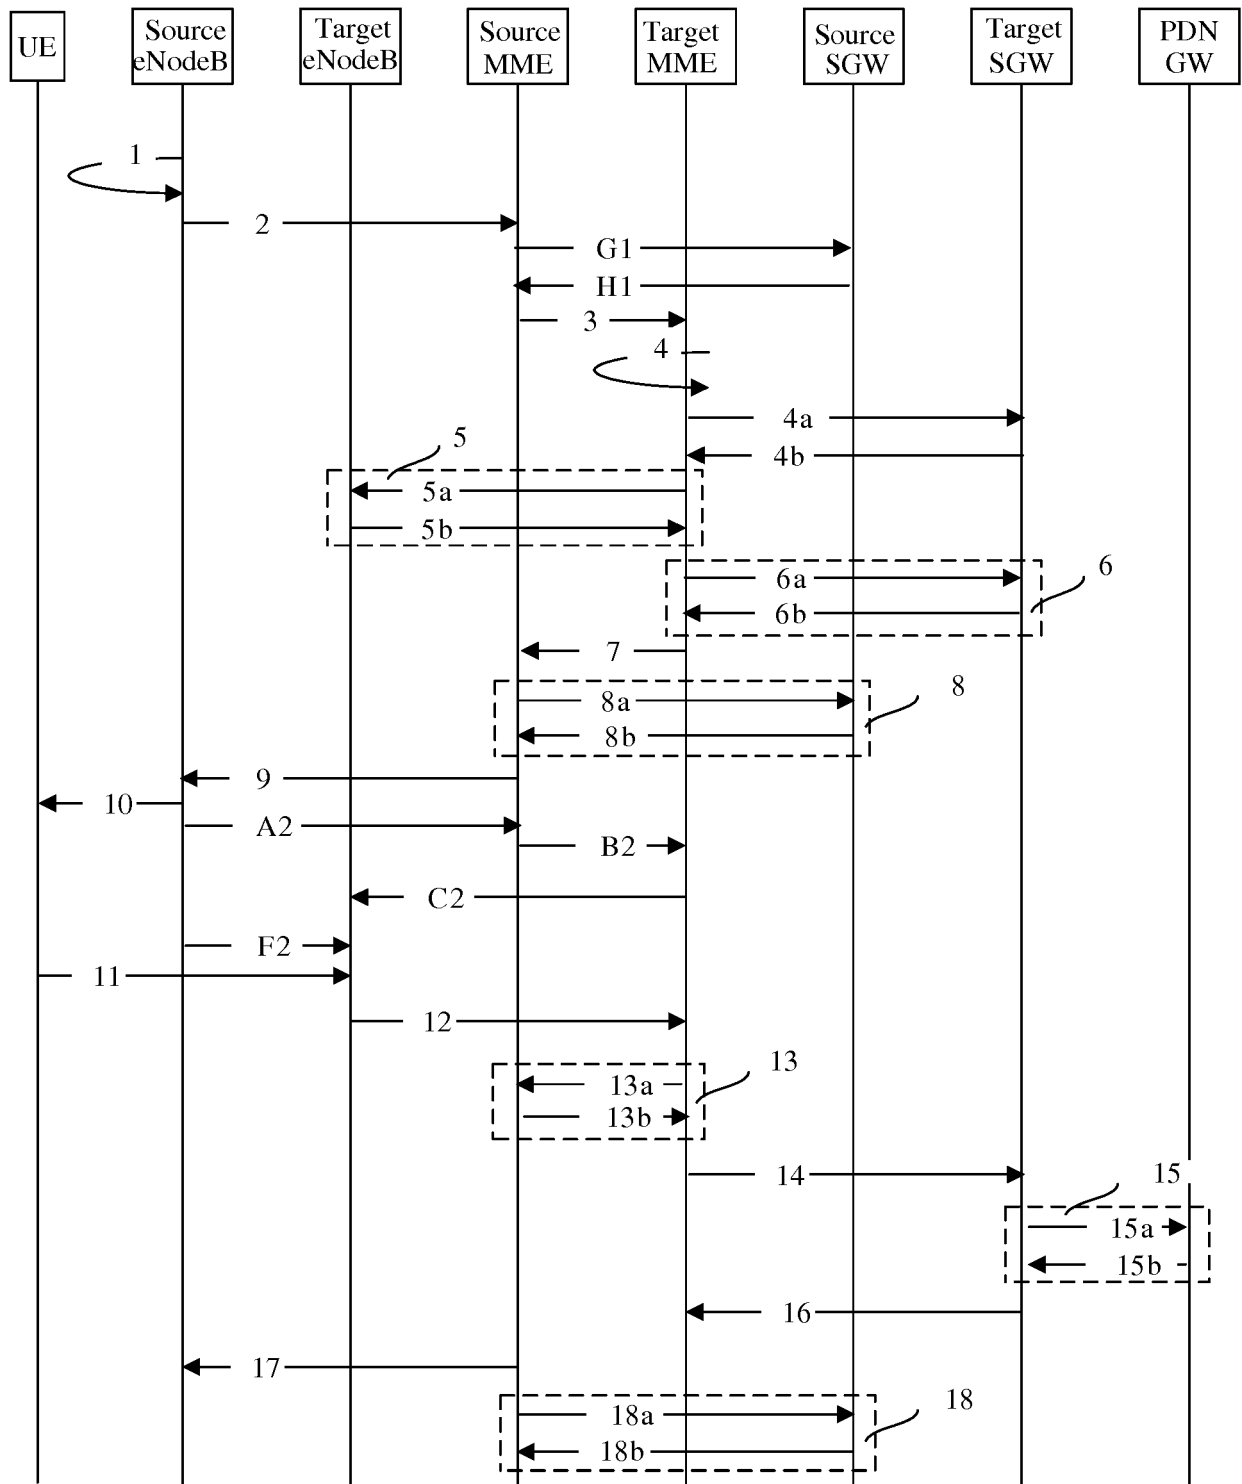 UE
Source
eNodeB
Target
eNodeB
Source
MME
Target
MME
Source
SGW
Target
SGW
PDN
GW
1
2
G1
H1
3
4
4a
4b
5
5a
5b
6
6a
6b
7
8
8a
8b
9
10
A2
B2
C2
F2
11
12
13
13a
13b
14
15
15a
15b
16
17
18
18a
18b